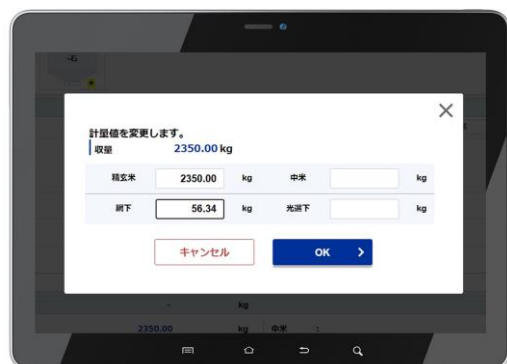 -G
計量値を変更します。
収量 2350.00 kg
精玄米 2350.00 kg 中米 kg
網下 56.34 kg 光選下 kg
キャンセル OK
- kg
2350.00 kg 中米 :